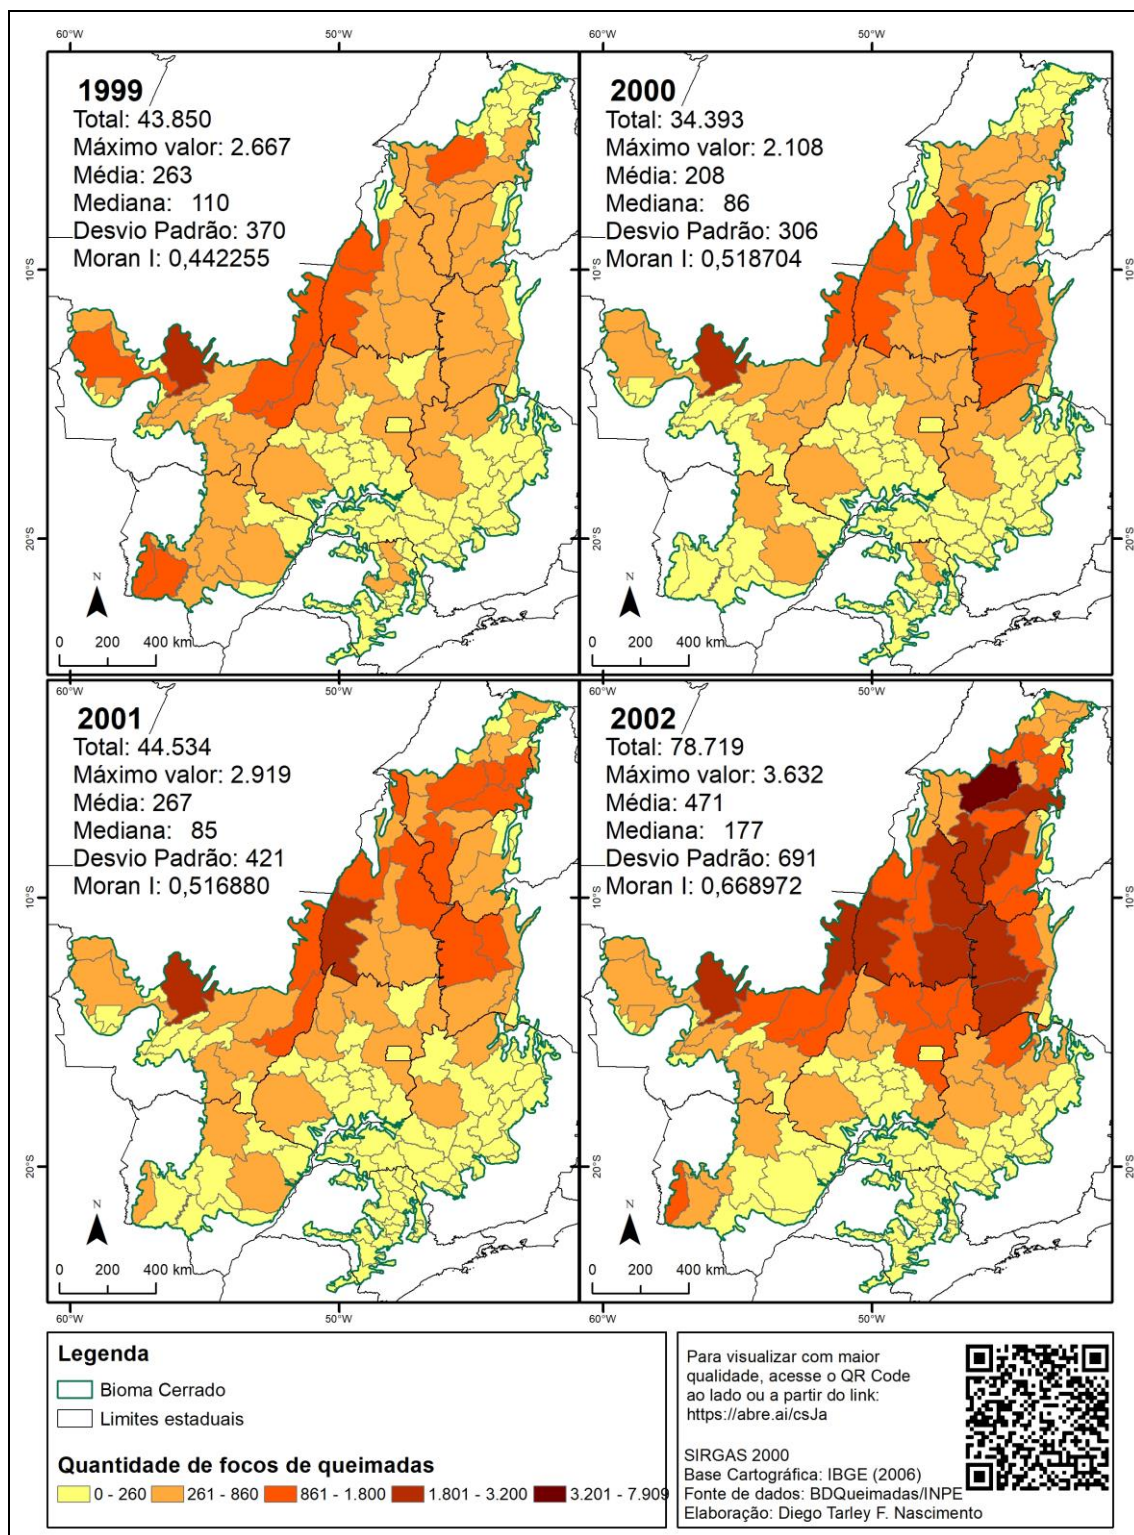 60°W
50°W
60°W
50°W
1999
Total: 43.850
Máximo valor: 2.667
Média: 263
Mediana: 110
Desvio Padrão: 370
Moran I: 0,442255
10°S
20°S
N
0 200 400 km
2000
Total: 34.393
Máximo valor: 2.108
Média: 208
Mediana: 86
Desvio Padrão: 306
Moran I: 0,518704
10°S
20°S
N
0 200 400 km
60°W
50°W
60°W
50°W
2001
Total: 44.534
Máximo valor: 2.919
Média: 267
Mediana: 85
Desvio Padrão: 421
Moran I: 0,516880
10°S
20°S
N
0 200 400 km
2002
Total: 78.719
Máximo valor: 3.632
Média: 471
Mediana: 177
Desvio Padrão: 691
Moran I: 0,668972
10°S
20°S
N
0 200 400 km
60°W
50°W
60°W
50°W
Legenda
Bioma Cerrado
Limites estaduais
Quantidade de focos de queimadas
0 - 260 261 - 860 861 - 1.800 1.801 - 3.200 3.201 - 7.909
Para visualizar com maior
qualidade, acesse o QR Code
ao lado ou a partir do link:
https://abre.ai/csJa
SIRGAS 2000
Base Cartográfica: IBGE (2006)
Fonte de dados: BDQueimadas/INPE
Elaboração: Diego Tarley F. Nascimento